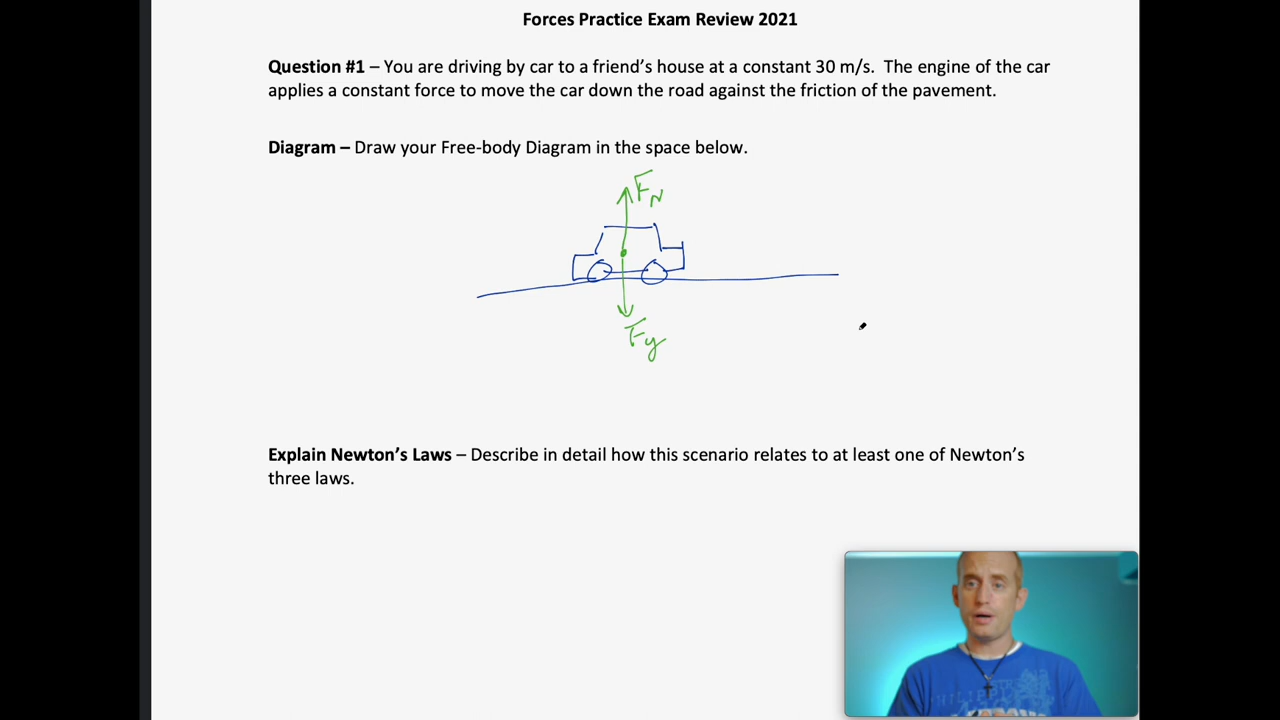 Forces Practice Exam Review 2021
Question #1 – You are driving by car to a friend's house at a constant 30 m/s. The engine of the car
applies a constant force to move the car down the road against the friction of the pavement.
Diagram – Draw your Free-body Diagram in the space below.
FN
Fy
Explain Newton's Laws – Describe in detail how this scenario relates to at least one of Newton's
three laws.